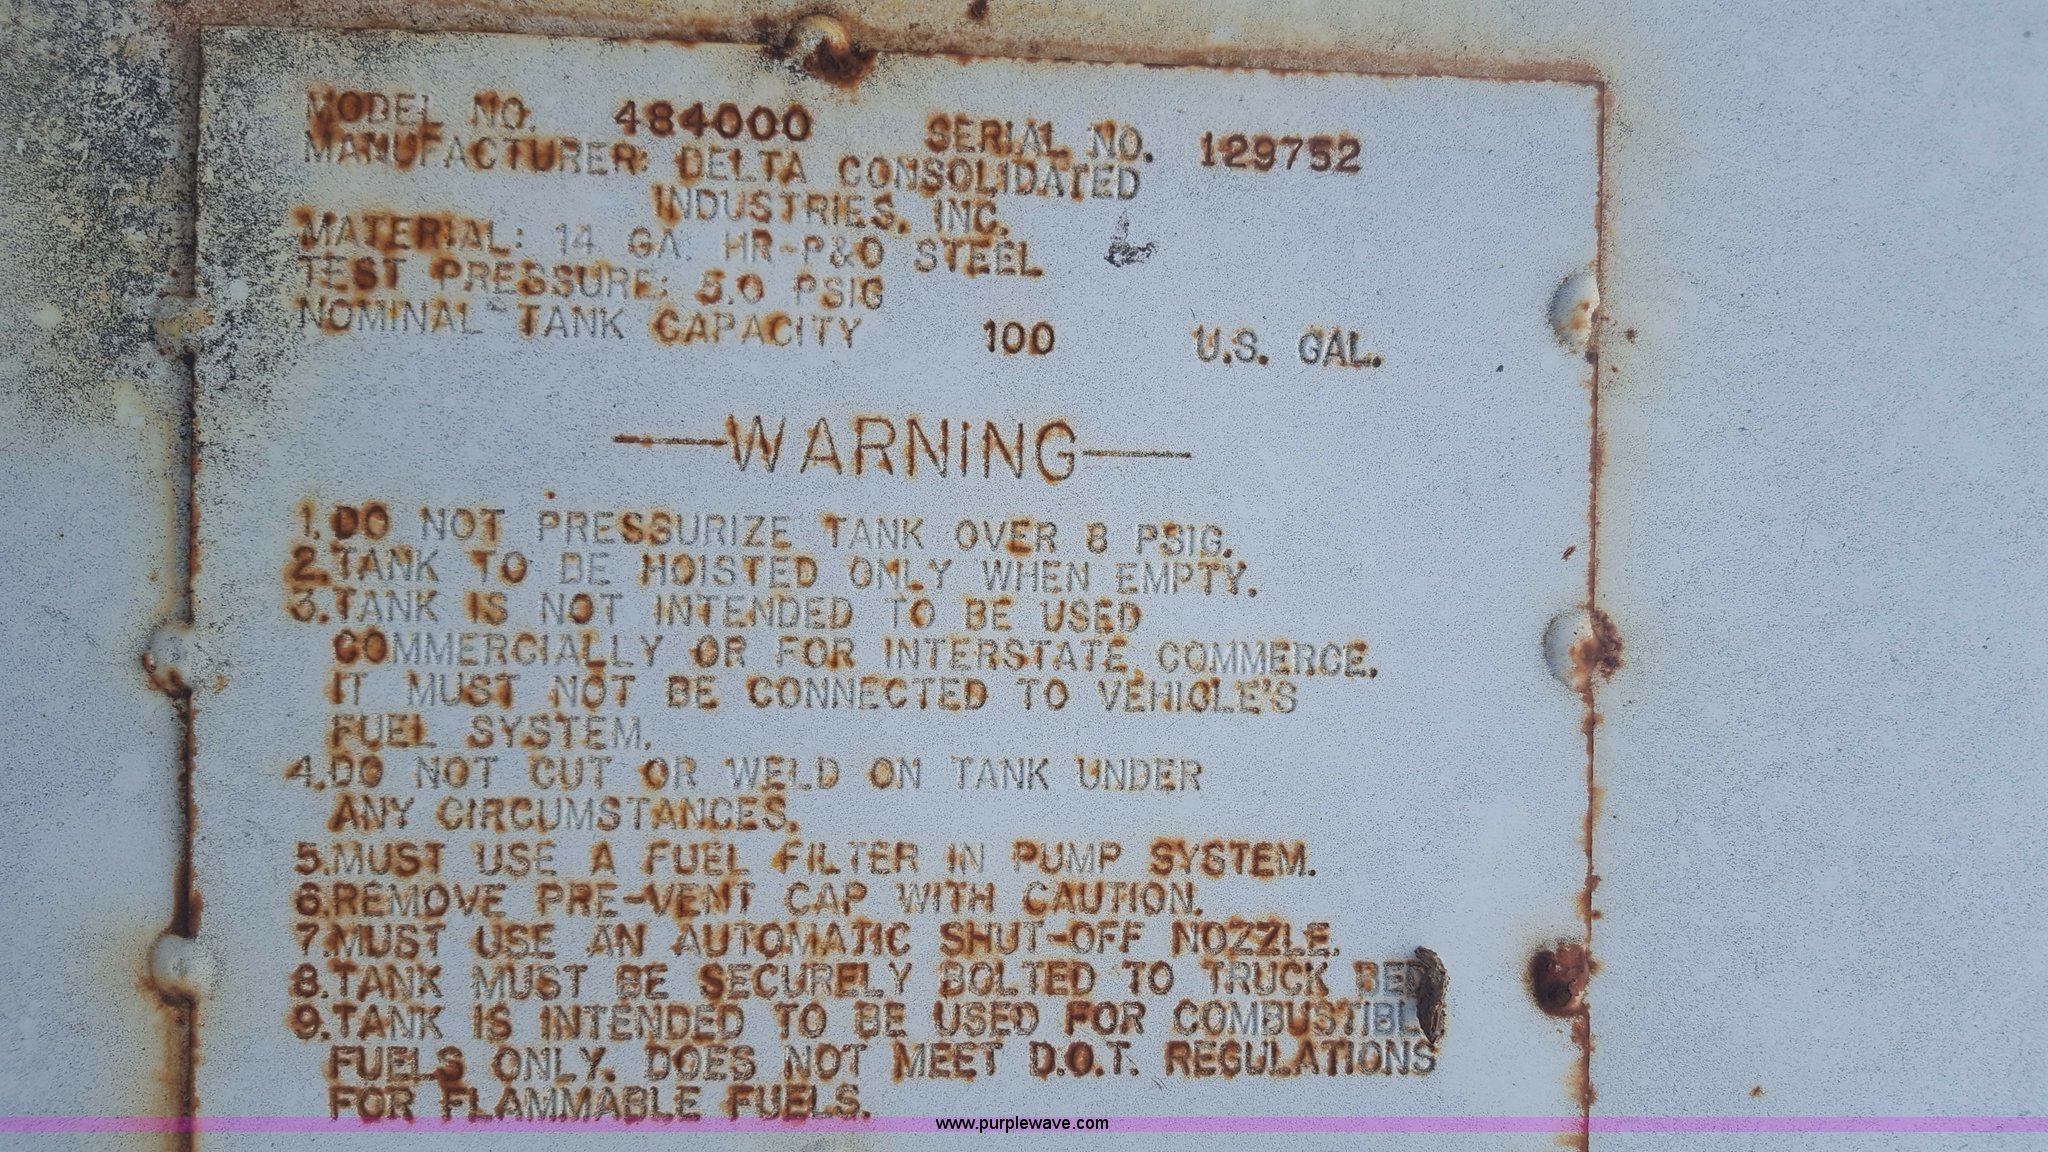 MODEL NO. 484000 SERIAL NO. 129752
MANUFACTURER: DELTA CONSOLIDATED
INDUSTRIES, INC.
MATERIAL: 14 GA. HR-P&O STEEL
TEST PRESSURE: 5.0 PSIG
NOMINAL TANK CAPACITY 100 U.S. GAL.
—WARNING—
1.DO NOT PRESSURIZE TANK OVER 8 PSIG.
2.TANK TO BE HOISTED ONLY WHEN EMPTY.
3.TANK IS NOT INTENDED TO BE USED
COMMERCIALLY OR FOR INTERSTATE COMMERCE.
IT MUST NOT BE CONNECTED TO VEHICLE'S
FUEL SYSTEM.
4.DO NOT CUT OR WELD ON TANK UNDER
ANY CIRCUMSTANCES.
5.MUST USE A FUEL FILTER IN PUMP SYSTEM.
6.REMOVE PRE-VENT CAP WITH CAUTION.
7.MUST USE AN AUTOMATIC SHUT-OFF NOZZLE.
8.TANK MUST BE SECURELY BOLTED TO TRUCK BED
9.TANK IS INTENDED TO BE USED FOR COMBUSTIBLE
FUELS ONLY. DOES NOT MEET D.O.T. REGULATIONS
FOR FLAMMABLE FUELS.
www.purplewave.com